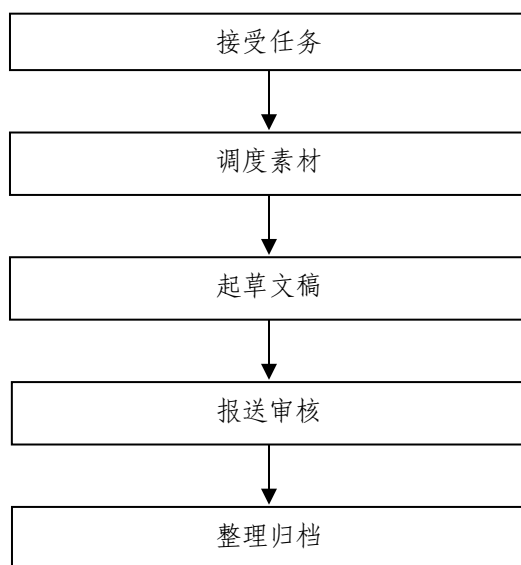 接受任务
调度素材
起草文稿
报送审核
整理归档